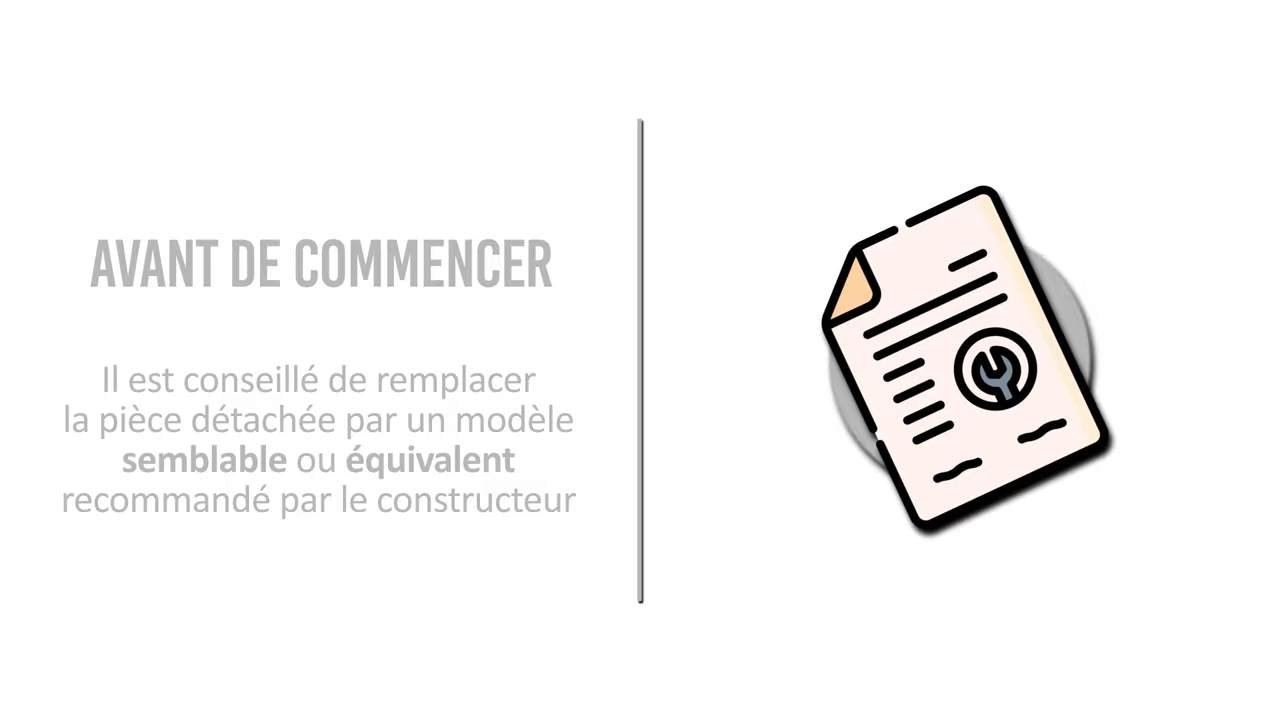 AVANT DE COMMENCER
Il est conseillé de remplacer
la pièce détachée par un modèle
semblable ou équivalent
recommandé par le constructeur